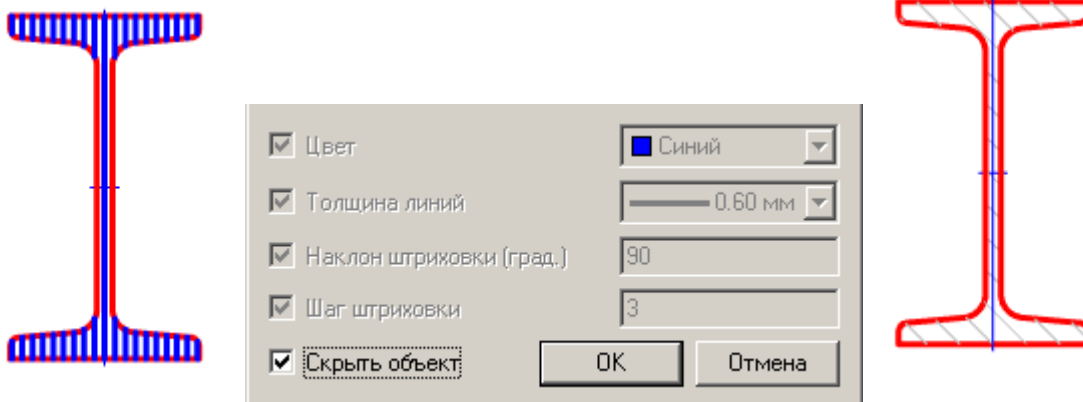 Цвет
Синий
Толщина линий
0.60 мм
Наклон штриховки (град.)
90
Шаг штриховки
3
Скрыть объект
OK
Отмена